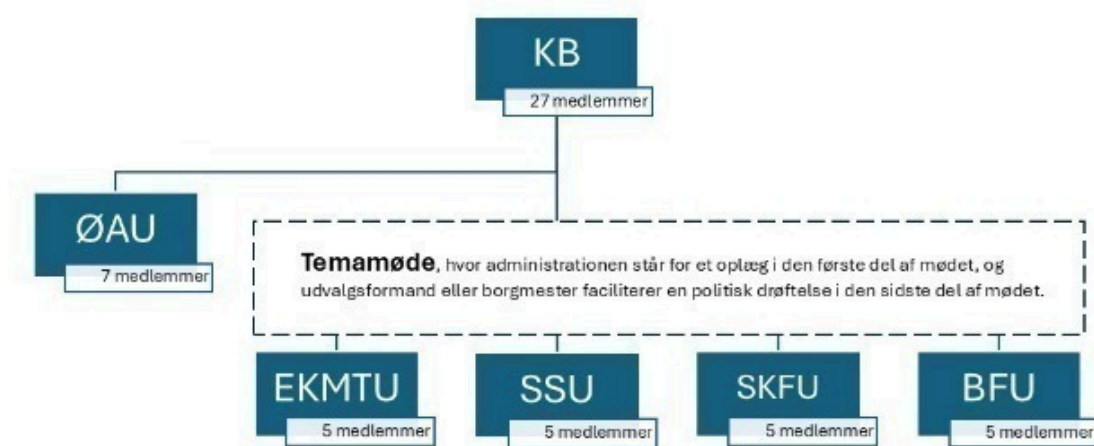 KB
27 medlemmer
ØAU
7 medlemmer
Temamøde, hvor administrationen står for et oplæg i den første del af mødet, og
udvalgsformand eller borgmester faciliterer en politisk drøftelse i den sidste del af mødet.
EKMTU
5 medlemmer
SSU
5 medlemmer
SKFU
5 medlemmer
BFU
5 medlemmer